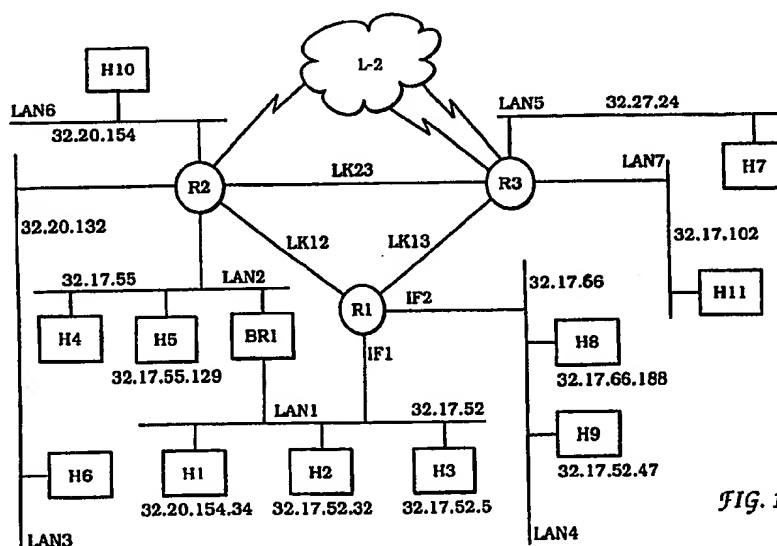 H10
L-2
LAN6
32.20.154
LAN5
32.27.24
R2
LK23
R3
LAN7
H7
32.20.132
LK12
LK13
32.17.102
32.17.55
LAN2
32.17.66
H11
R1
IF2
H4
H5
BR1
IF1
H8
32.17.55.129
32.17.66.188
LAN1
32.17.52
H6
H1
H2
H3
H9
32.20.154.34
32.17.52.32
32.17.52.5
32.17.52.47
LAN3
LAN4